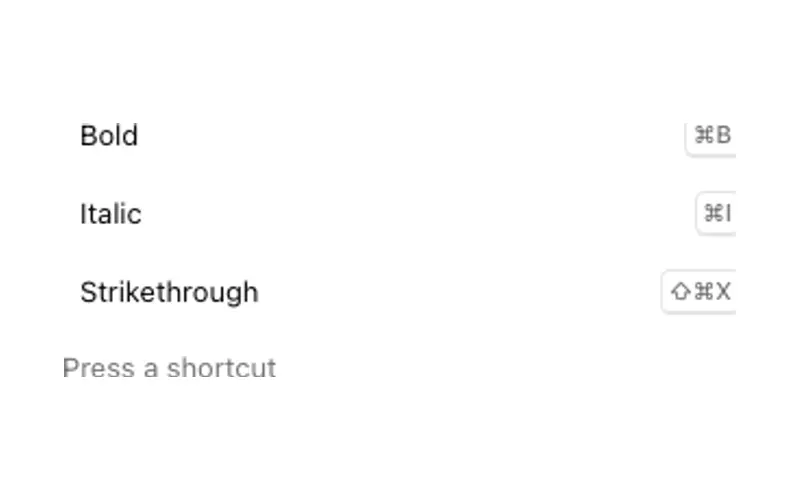 Bold ⌘B
Italic ⌘I
Strikethrough ⇧⌘X
Press a shortcut